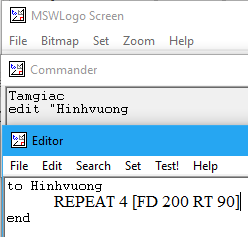 MSWLogo Screen
File Bitmap Set Zoom Help
Commander
Tamgiac
edit "Hinhvuong
Editor
File Edit Search Set Test! Help
to Hinhvuong
REPEAT 4 [FD 200 RT 90]
end